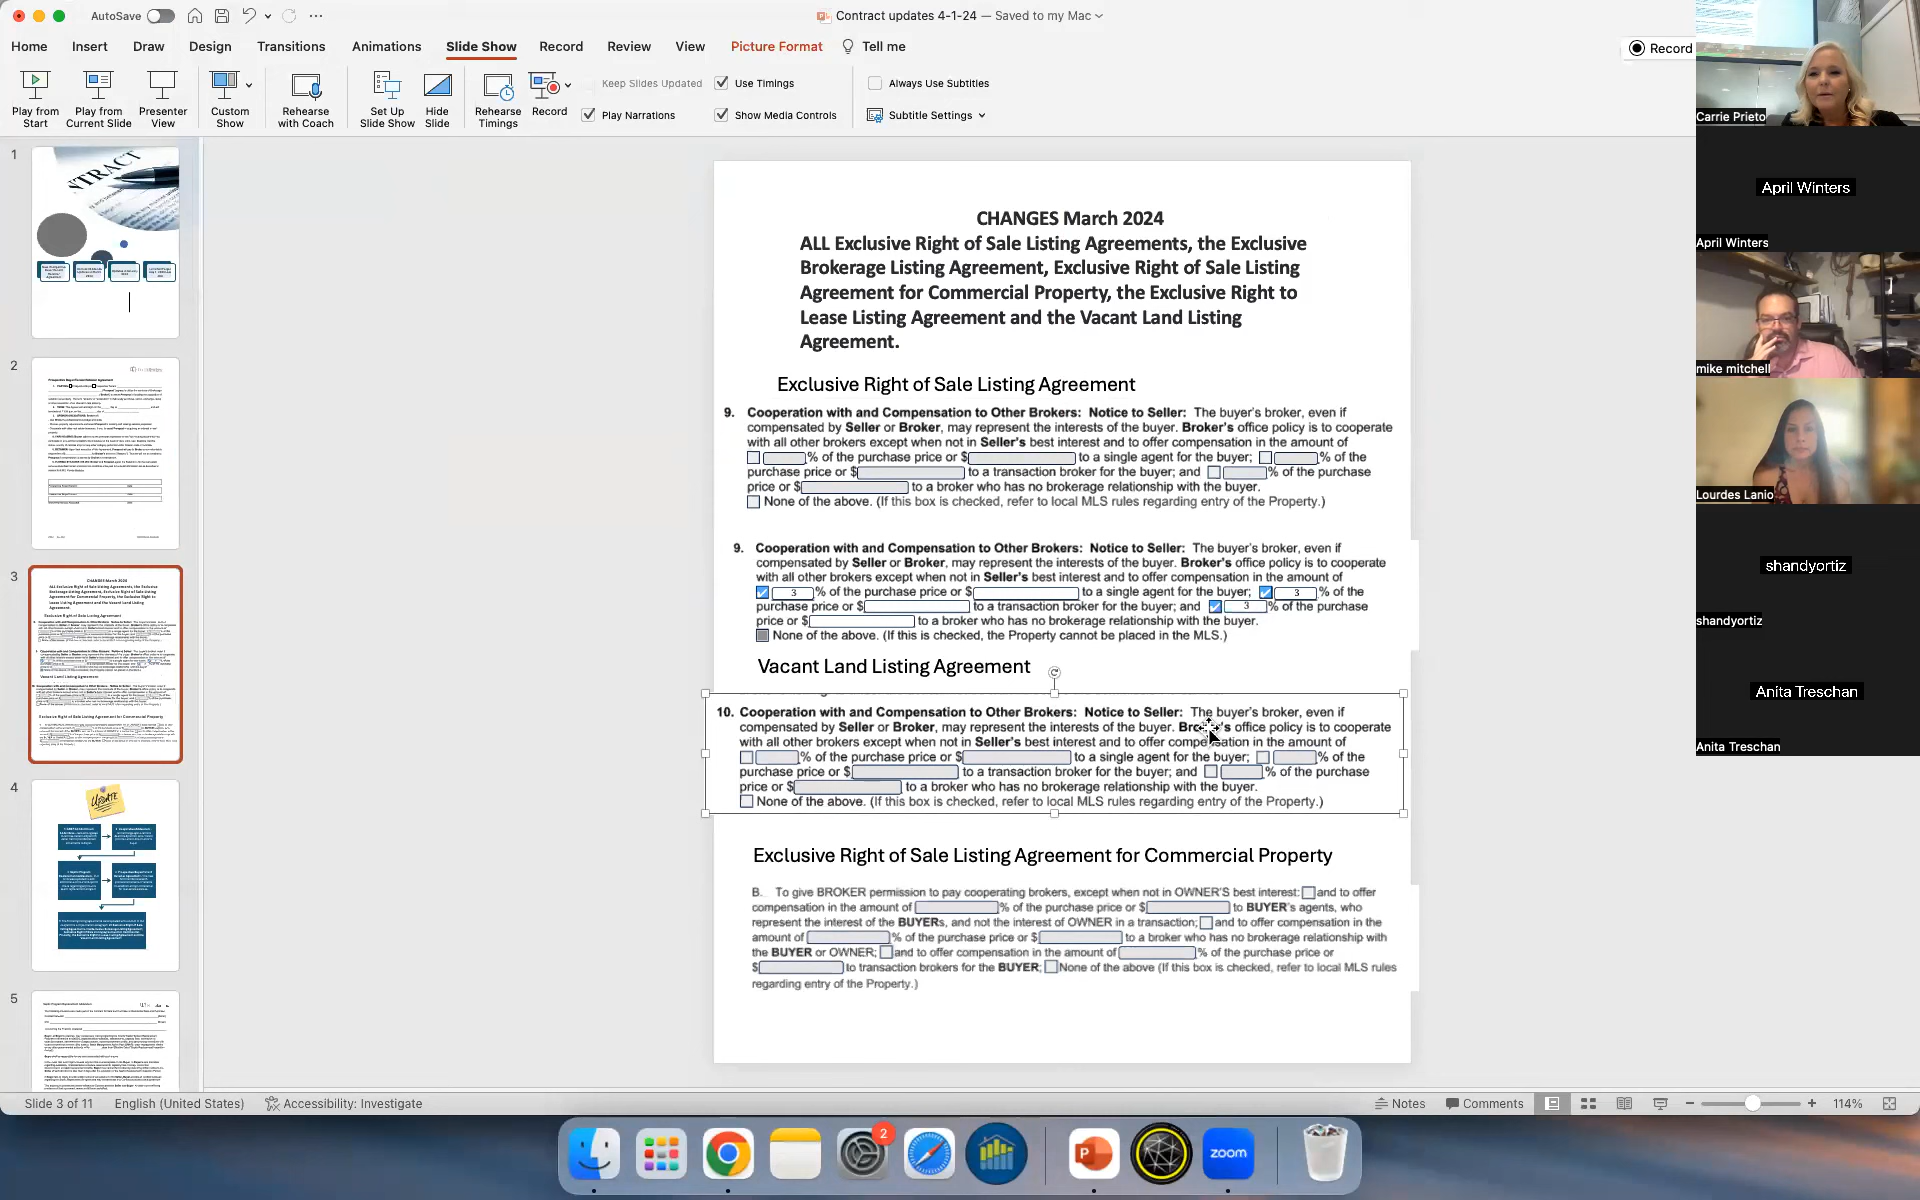 AutoSave
Contract updates 4-1-24 — Saved to my Mac
Home Insert Draw Design Transitions Animations Slide Show Record Review View Picture Format Tell me
Record
Play from Start
Play from Current Slide
Presenter View
Custom Show
Rehearse with Coach
Set Up Slide Show
Hide Slide
Rehearse Timings
Record
Keep Slides Updated
Use Timings
Play Narrations
Show Media Controls
Always Use Subtitles
Subtitle Settings
1
2
3
4
5
CHANGES March 2024
ALL Exclusive Right of Sale Listing Agreements, the Exclusive
Brokerage Listing Agreement, Exclusive Right of Sale Listing
Agreement for Commercial Property, the Exclusive Right to
Lease Listing Agreement and the Vacant Land Listing
Agreement.
Exclusive Right of Sale Listing Agreement
9. Cooperation with and Compensation to Other Brokers: Notice to Seller: The buyer's broker, even if
compensated by Seller or Broker, may represent the interests of the buyer. Broker's office policy is to cooperate
with all other brokers except when not in Seller's best interest and to offer compensation in the amount of
% of the purchase price or $ to a single agent for the buyer; % of the
purchase price or $ to a transaction broker for the buyer; and % of the purchase
price or $ to a broker who has no brokerage relationship with the buyer.
None of the above. (If this box is checked, refer to local MLS rules regarding entry of the Property.)
9. Cooperation with and Compensation to Other Brokers: Notice to Seller: The buyer's broker, even if
compensated by Seller or Broker, may represent the interests of the buyer. Broker's office policy is to cooperate
with all other brokers except when not in Seller's best interest and to offer compensation in the amount of
3 % of the purchase price or $ to a single agent for the buyer; 3 % of the
purchase price or $ to a transaction broker for the buyer; and 3 % of the purchase
price or $ to a broker who has no brokerage relationship with the buyer.
None of the above. (If this is checked, the Property cannot be placed in the MLS.)
Vacant Land Listing Agreement
10. Cooperation with and Compensation to Other Brokers: Notice to Seller: The buyer's broker, even if
compensated by Seller or Broker, may represent the interests of the buyer. Broker's office policy is to cooperate
with all other brokers except when not in Seller's best interest and to offer compensation in the amount of
% of the purchase price or $ to a single agent for the buyer; % of the
purchase price or $ to a transaction broker for the buyer; and % of the purchase
price or $ to a broker who has no brokerage relationship with the buyer.
None of the above. (If this box is checked, refer to local MLS rules regarding entry of the Property.)
Exclusive Right of Sale Listing Agreement for Commercial Property
B. To give BROKER permission to pay cooperating brokers, except when not in OWNER'S best interest: and to offer
compensation in the amount of % of the purchase price or $ to BUYER's agents, who
represent the interest of the BUYERs, and not the interest of OWNER in a transaction; and to offer compensation in the
amount of % of the purchase price or $ to a broker who has no brokerage relationship with
the BUYER or OWNER; and to offer compensation in the amount of % of the purchase price or
$ to transaction brokers for the BUYER; None of the above (If this box is checked, refer to local MLS rules
regarding entry of the Property.)
Carrie Prieto
April Winters
April Winters
mike mitchell
Lourdes Lanio
shandyortiz
shandyortiz
Anita Treschan
Anita Treschan
Slide 3 of 11 English (United States) Accessibility: Investigate
Notes Comments 114%
2
P
zoom